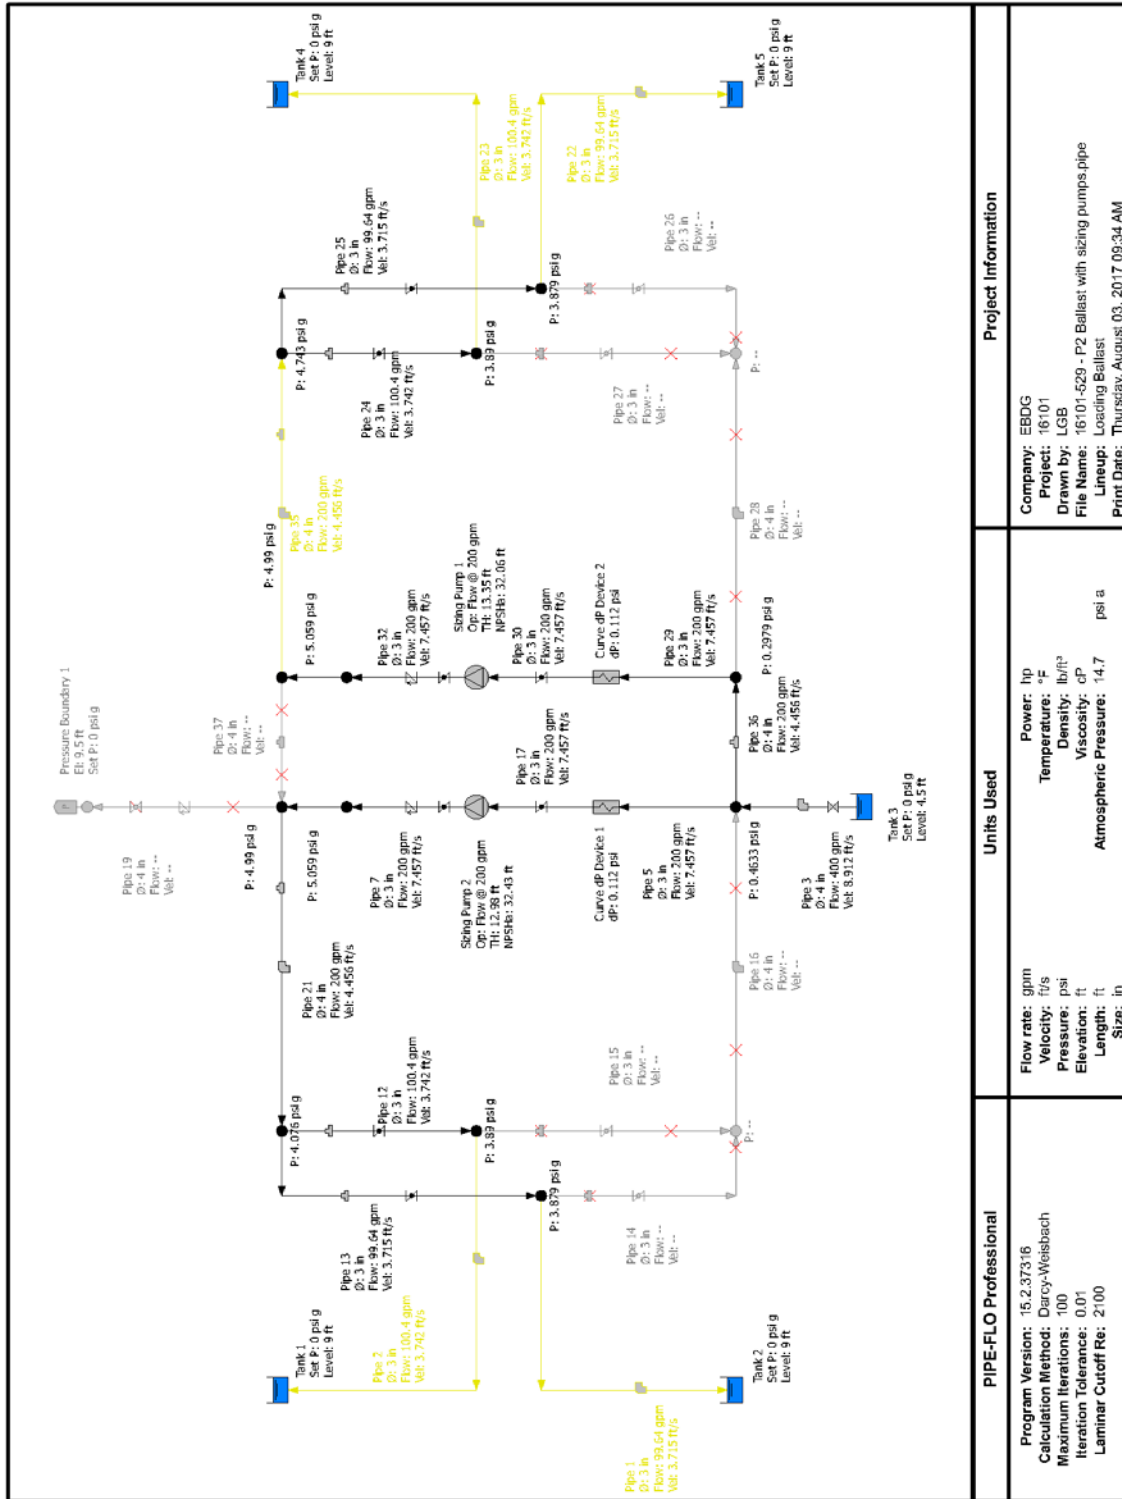 Tank 4
Set P: 0 psi g
Level: 9 ft
Tank 5
Set P: 0 psi g
Level: 9 ft
Pipe 23
Ø: 3 in
Flow: 100.4 gpm
Vel: 3.742 ft/s
Pipe 22
Ø: 3 in
Flow: 99.64 gpm
Vel: 3.715 ft/s
Pipe 25
Ø: 3 in
Flow: 99.64 gpm
Vel: 3.715 ft/s
Pipe 26
Ø: 3 in
Flow: --
Vel: --
P: 4.743 psi g
P: 3.879 psi g
Pipe 24
Ø: 3 in
Flow: 100.4 gpm
Vel: 3.742 ft/s
P: 3.89 psi g
Pipe 27
Ø: 3 in
Flow: --
Vel: --
P: --
Pipe 35
Ø: 4 in
Flow: 200 gpm
Vel: 4.456 ft/s
Pipe 28
Ø: 4 in
Flow: --
Vel: --
P: 4.99 psi g
P: 5.059 psi g
Pipe 32
Ø: 3 in
Flow: 200 gpm
Vel: 7.457 ft/s
Sizing Pump 1
Op: Flow @ 200 gpm
TH: 13.35 ft
NPSHa: 32.06 ft
Pipe 30
Ø: 3 in
Flow: 200 gpm
Vel: 7.457 ft/s
Curve dP Device 2
dP: 0.112 psi
Pipe 29
Ø: 3 in
Flow: 200 gpm
Vel: 7.457 ft/s
P: 0.2979 psi g
Pressure Boundary 1
El: 9.5 ft
Set P: 0 psi g
Pipe 37
Ø: 4 in
Flow: --
Vel: --
Pipe 17
Ø: 3 in
Flow: 200 gpm
Vel: 7.457 ft/s
Pipe 36
Ø: 4 in
Flow: 200 gpm
Vel: 4.456 ft/s
Pipe 19
Ø: 4 in
Flow: --
Vel: --
P: 4.99 psi g
P: 5.059 psi g
Pipe 7
Ø: 3 in
Flow: 200 gpm
Vel: 7.457 ft/s
Sizing Pump 2
Op: Flow @ 200 gpm
TH: 12.98 ft
NPSHa: 32.43 ft
Curve dP Device 1
dP: 0.112 psi
Pipe 5
Ø: 3 in
Flow: 200 gpm
Vel: 7.457 ft/s
P: 0.4633 psi g
Pipe 3
Ø: 4 in
Flow: 400 gpm
Vel: 8.912 ft/s
Tank 3
Set P: 0 psi g
Level: 4.5 ft
Pipe 21
Ø: 4 in
Flow: 200 gpm
Vel: 4.456 ft/s
Pipe 16
Ø: 4 in
Flow: --
Vel: --
P: 4.076 psi g
Pipe 12
Ø: 3 in
Flow: 100.4 gpm
Vel: 3.742 ft/s
P: 3.89 psi g
Pipe 15
Ø: 3 in
Flow: --
Vel: --
P: --
Pipe 13
Ø: 3 in
Flow: 99.64 gpm
Vel: 3.715 ft/s
P: 3.879 psi g
Pipe 14
Ø: 3 in
Flow: --
Vel: --
Tank 1
Set P: 0 psi g
Level: 9 ft
Pipe 2
Ø: 3 in
Flow: 100.4 gpm
Vel: 3.742 ft/s
Tank 2
Set P: 0 psi g
Level: 9 ft
Pipe 1
Ø: 3 in
Flow: 99.64 gpm
Vel: 3.715 ft/s
PIPE-FLO Professional
Program Version: 15.2.37316
Calculation Method: Darcy-Weisbach
Maximum Iterations: 100
Iteration Tolerance: 0.01
Laminar Cutoff Re: 2100
Units Used
Flow rate: gpm
Velocity: ft/s
Pressure: psi
Elevation: ft
Length: ft
Size: in
Power: hp
Temperature: °F
Density: lb/ft³
Viscosity: cP
Atmospheric Pressure: 14.7 psi a
Project Information
Company: EBDG
Project: 16101
Drawn by: LGB
File Name: 16101-529 - P2 Ballast with sizing pumps.pipe
Lineup: Loading Ballast
Print Date: Thursday, August 03, 2017 09:34 AM